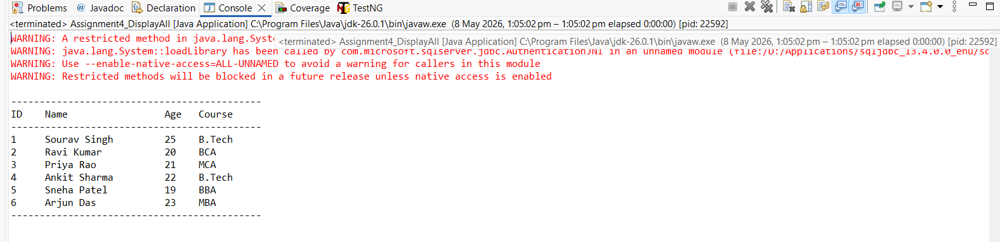 Problems @ Javadoc Declaration Console Coverage TestNG
<terminated> Assignment4_DisplayAll [Java Application] C:\Program Files\Java\jdk-26.0.1\bin\javaw.exe (8 May 2026, 1:05:02 pm – 1:05:02 pm elapsed 0:00:00) [pid: 22592]
WARNING: A restricted method in java.lang.Syste
<terminated> Assignment4_DisplayAll [Java Application] C:\Program Files\Java\jdk-26.0.1\bin\javaw.exe (8 May 2026, 1:05:02 pm – 1:05:02 pm elapsed 0:00:00) [pid: 22592]
WARNING: java.lang.System::loadLibrary has been called by com.microsoft.sqlserver.jdbc.AuthenticationJNI in an unnamed module (file:/D:/Applications/sqljdbc_13.4.0.0_enu/sq
WARNING: Use --enable-native-access=ALL-UNNAMED to avoid a warning for callers in this module
WARNING: Restricted methods will be blocked in a future release unless native access is enabled
--------------------------------------------
ID Name Age Course
--------------------------------------------
1 Sourav Singh 25 B.Tech
2 Ravi Kumar 20 BCA
3 Priya Rao 21 MCA
4 Ankit Sharma 22 B.Tech
5 Sneha Patel 19 BBA
6 Arjun Das 23 MBA
--------------------------------------------